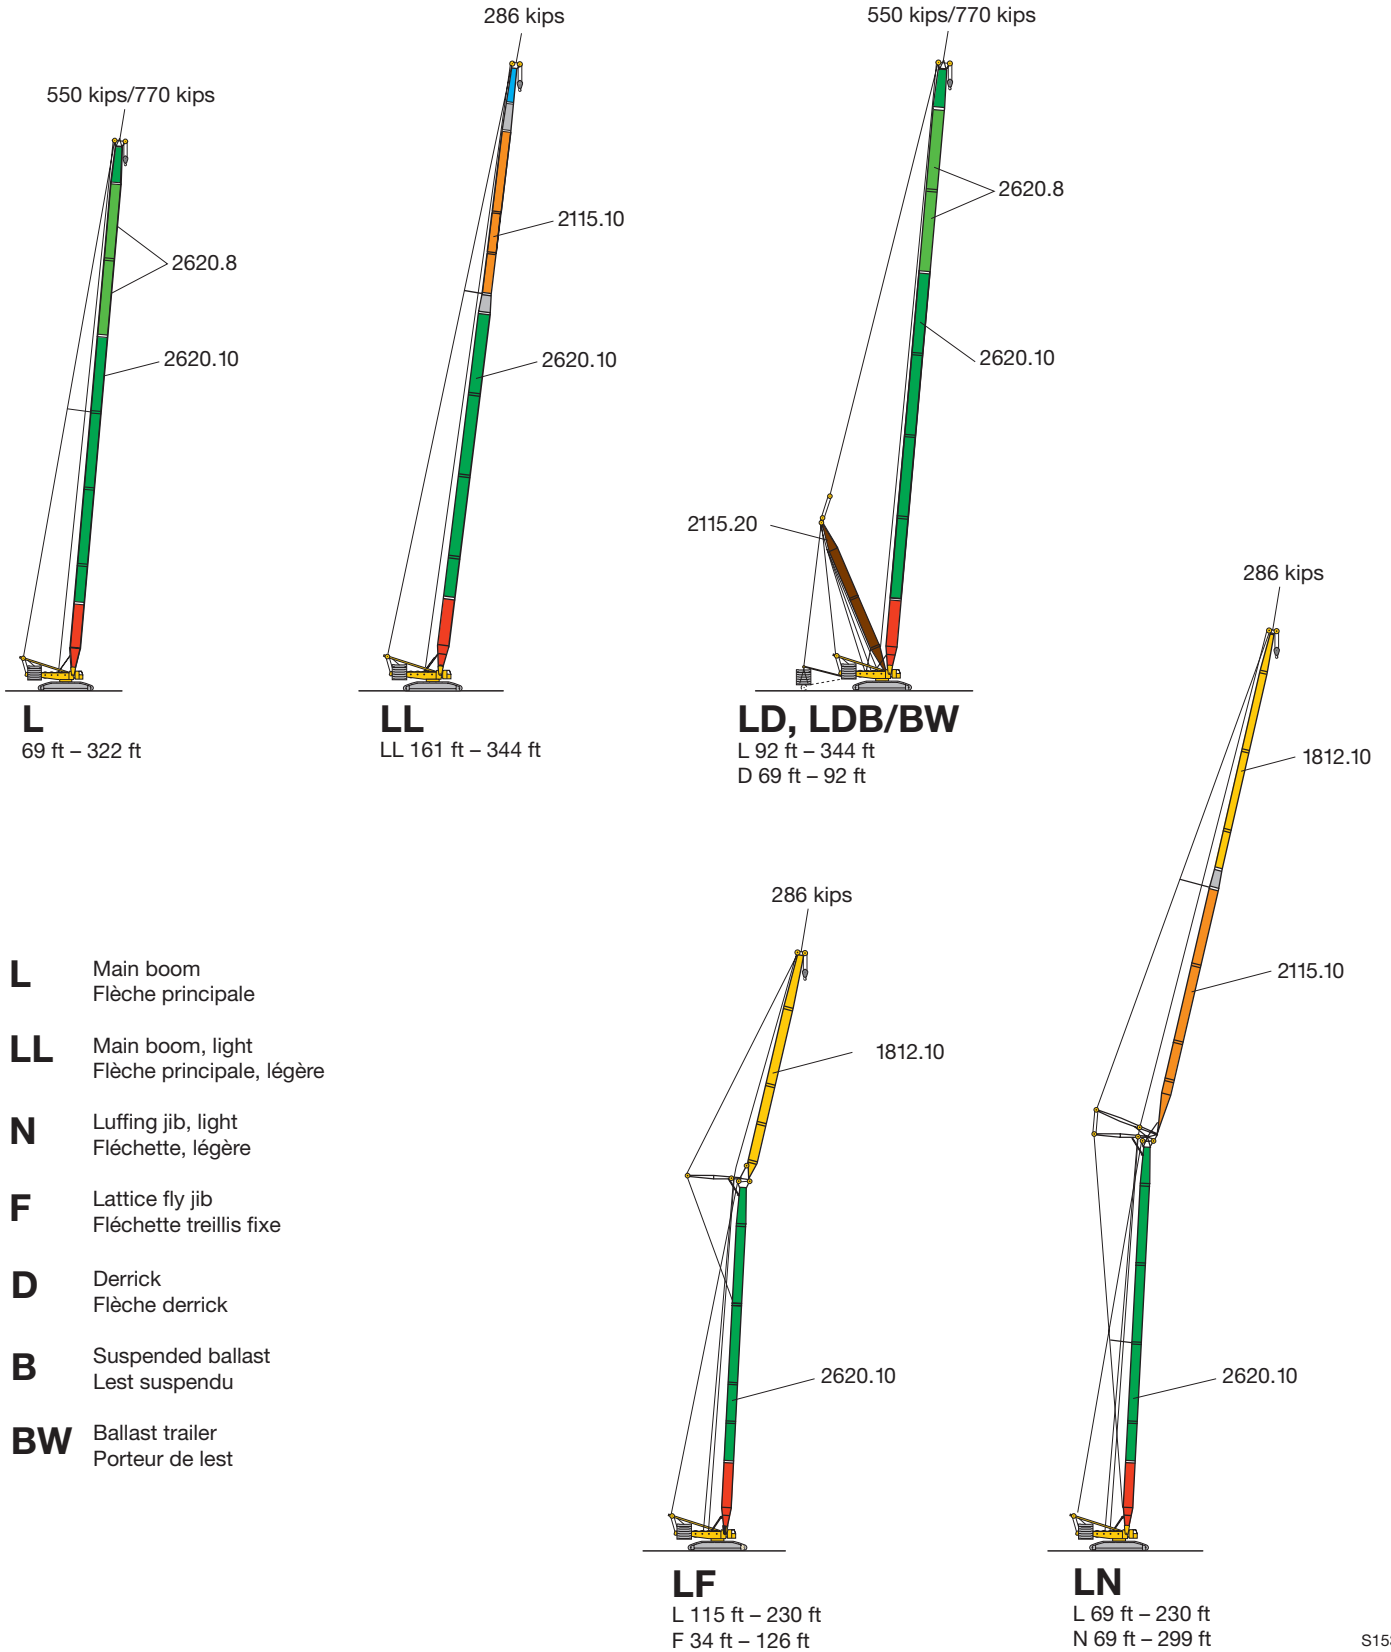 286 kips
550 kips/770 kips
550 kips/770 kips
2620.8
2620.10
2115.10
2620.10
2620.8
2620.10
2115.20
L
69 ft – 322 ft
LL
LL 161 ft – 344 ft
LD, LDB/BW
L 92 ft – 344 ft
D 69 ft – 92 ft
286 kips
1812.10
2115.10
2620.10
286 kips
1812.10
2620.10
L Main boom
Flèche principale
LL Main boom, light
Flèche principale, légère
N Luffing jib, light
Fléchette, légère
F Lattice fly jib
Fléchette treillis fixe
D Derrick
Flèche derrick
B Suspended ballast
Lest suspendu
BW Ballast trailer
Porteur de lest
LF
L 115 ft – 230 ft
F 34 ft – 126 ft
LN
L 69 ft – 230 ft
N 69 ft – 299 ft